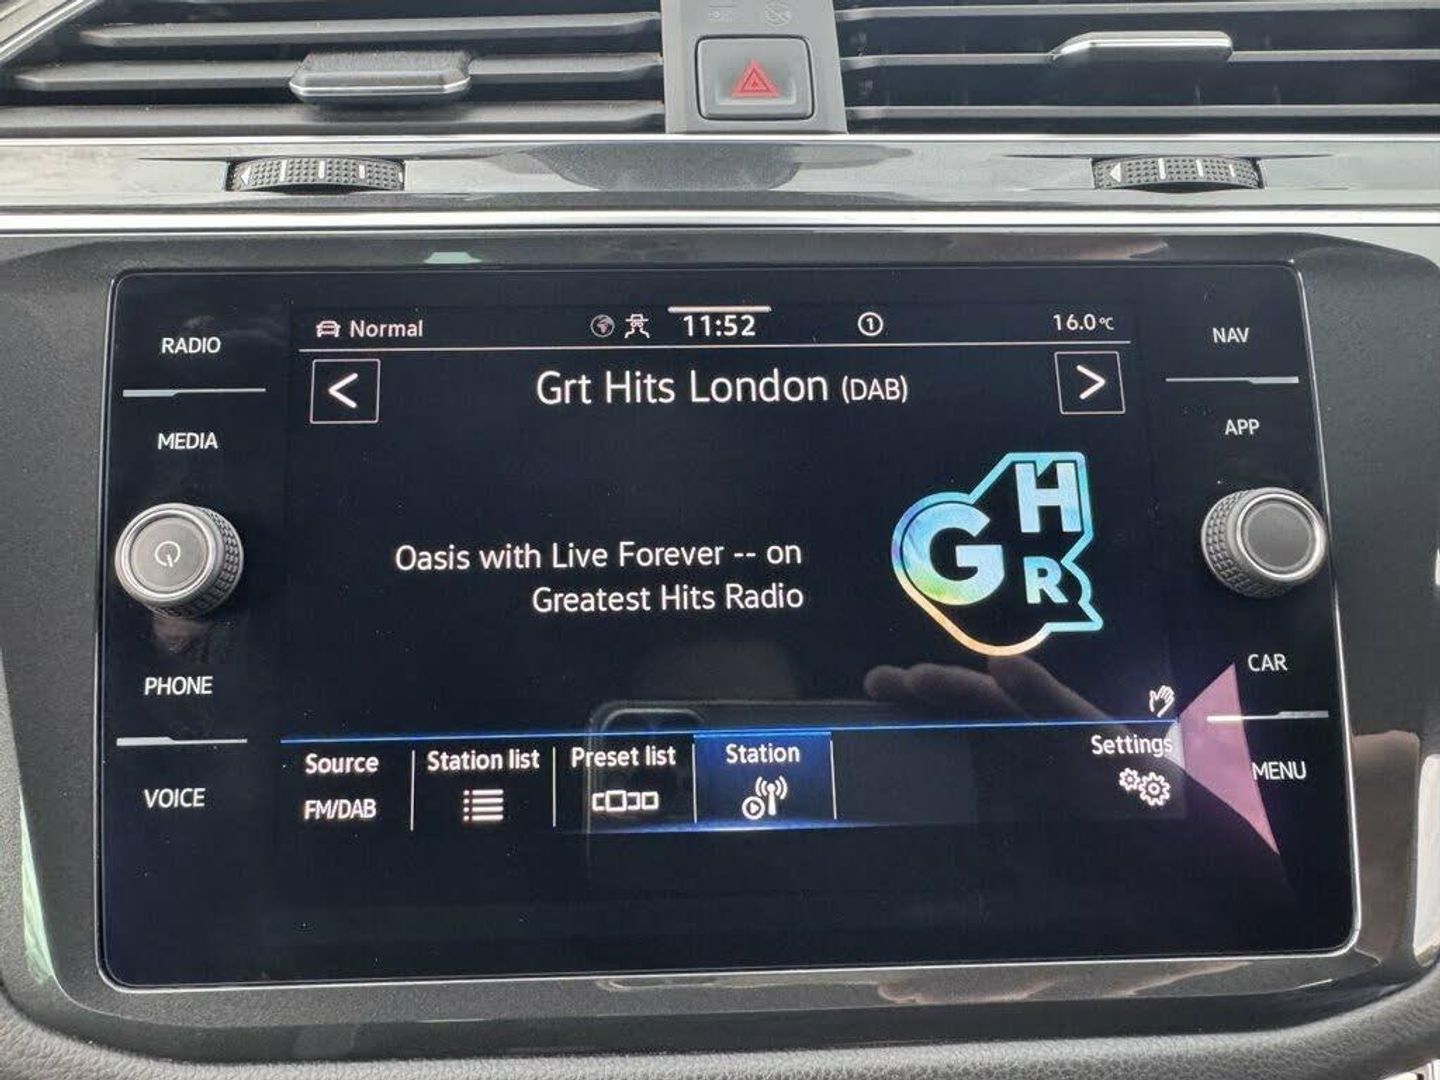 RADIO
MEDIA
PHONE
VOICE
Normal
11:52
1
16.0°C
Grt Hits London (DAB)
Oasis with Live Forever -- on
Greatest Hits Radio
GHR
Source
FM/DAB
Station list
Preset list
Station
Settings
NAV
APP
CAR
MENU